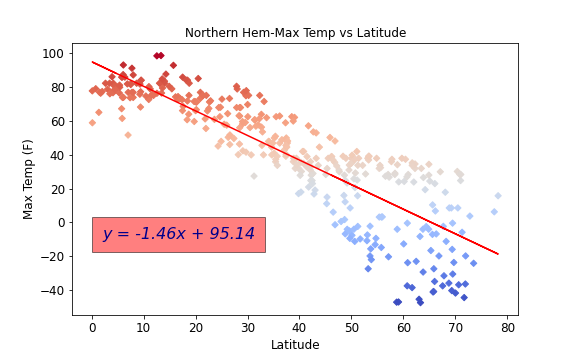 Northern Hem-Max Temp vs Latitude
Max Temp (F)
100
80
60
40
20
0
−20
−40
y = -1.46x + 95.14
0 10 20 30 40 50 60 70 80
Latitude